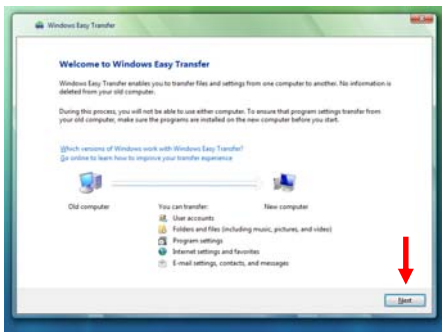 Windows Easy Transfer
Welcome to Windows Easy Transfer
Windows Easy Transfer enables you to transfer files and settings from one computer to another. No information is
deleted from your old computer.
During this process, you will not be able to use either computer. To ensure that program settings transfer from
your old computer, make sure the programs are installed on the new computer before you start.
Which versions of Windows work with Windows Easy Transfer?
Go online to learn how to improve your transfer experience
Old computer
You can transfer:
New computer
User accounts
Folders and files (including music, pictures, and video)
Program settings
Internet settings and favorites
E-mail settings, contacts, and messages
Next